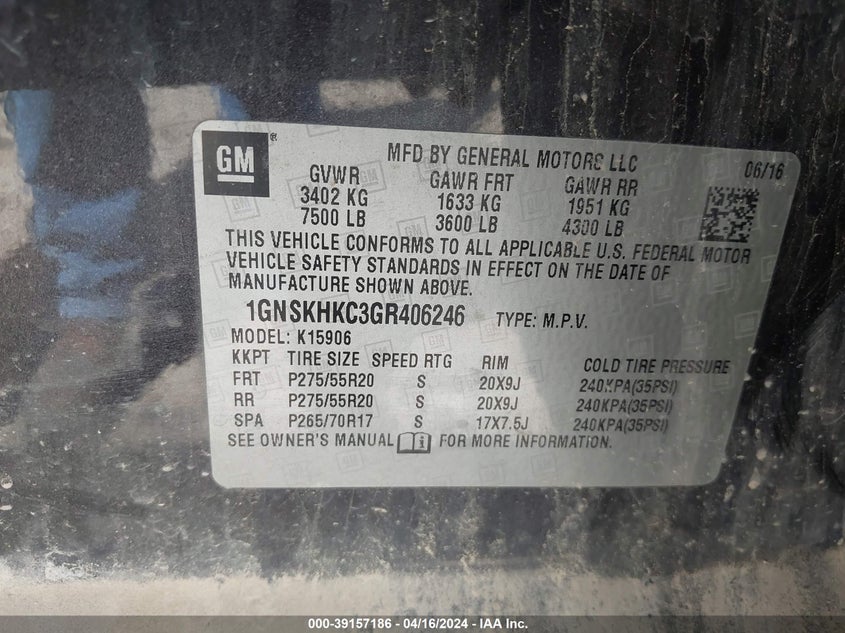 GM ® MFD BY GENERAL MOTORS LLC 06/16
GVWR GAWR FRT GAWR RR
3402 KG 1633 KG 1951 KG
7500 LB 3600 LB 4300 LB
THIS VEHICLE CONFORMS TO ALL APPLICABLE U.S. FEDERAL MOTOR
VEHICLE SAFETY STANDARDS IN EFFECT ON THE DATE OF
MANUFACTURE SHOWN ABOVE.
1GNSKHKC3GR406246 TYPE: M.P.V.
MODEL: K15906
KKPT TIRE SIZE SPEED RTG RIM COLD TIRE PRESSURE
FRT P275/55R20 S 20X9J 240KPA(35PSI)
RR P275/55R20 S 20X9J 240KPA(35PSI)
SPA P265/70R17 S 17X7.5J 240KPA(35PSI)
SEE OWNER'S MANUAL FOR MORE INFORMATION.
000-39157186 - 04/16/2024 - IAA Inc.